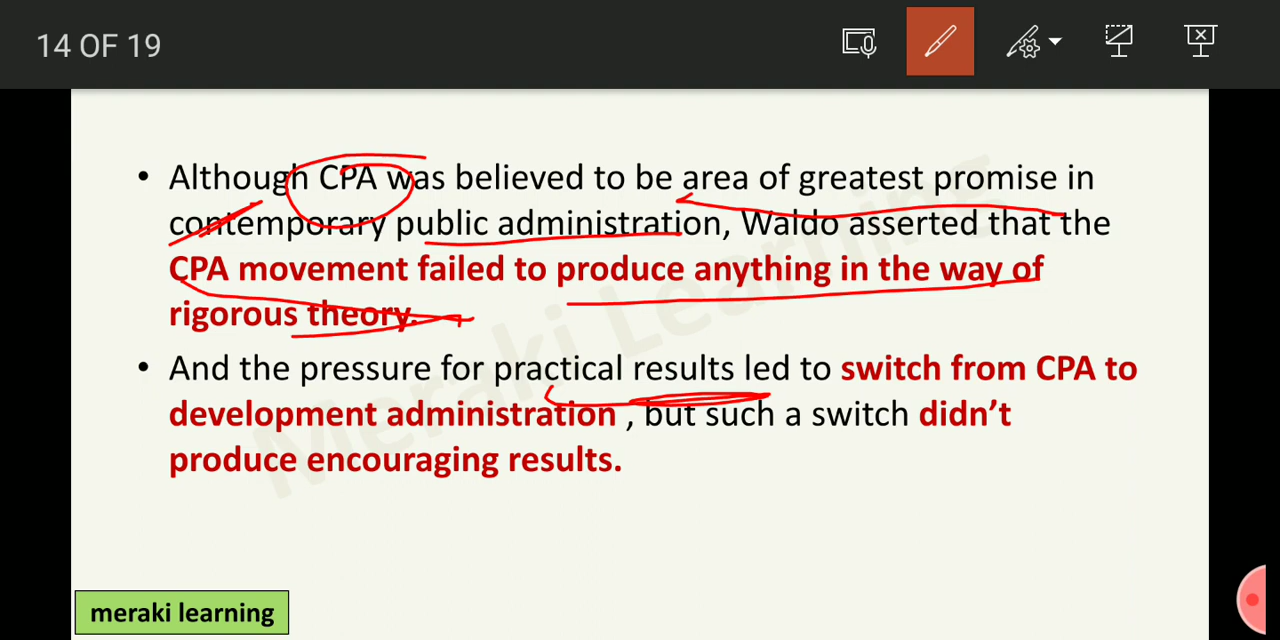 14 OF 19
• Although CPA was believed to be area of greatest promise in
contemporary public administration, Waldo asserted that the
CPA movement failed to produce anything in the way of
rigorous theory.
• And the pressure for practical results led to switch from CPA to
development administration , but such a switch didn’t
produce encouraging results.
Meraki Learning
meraki learning